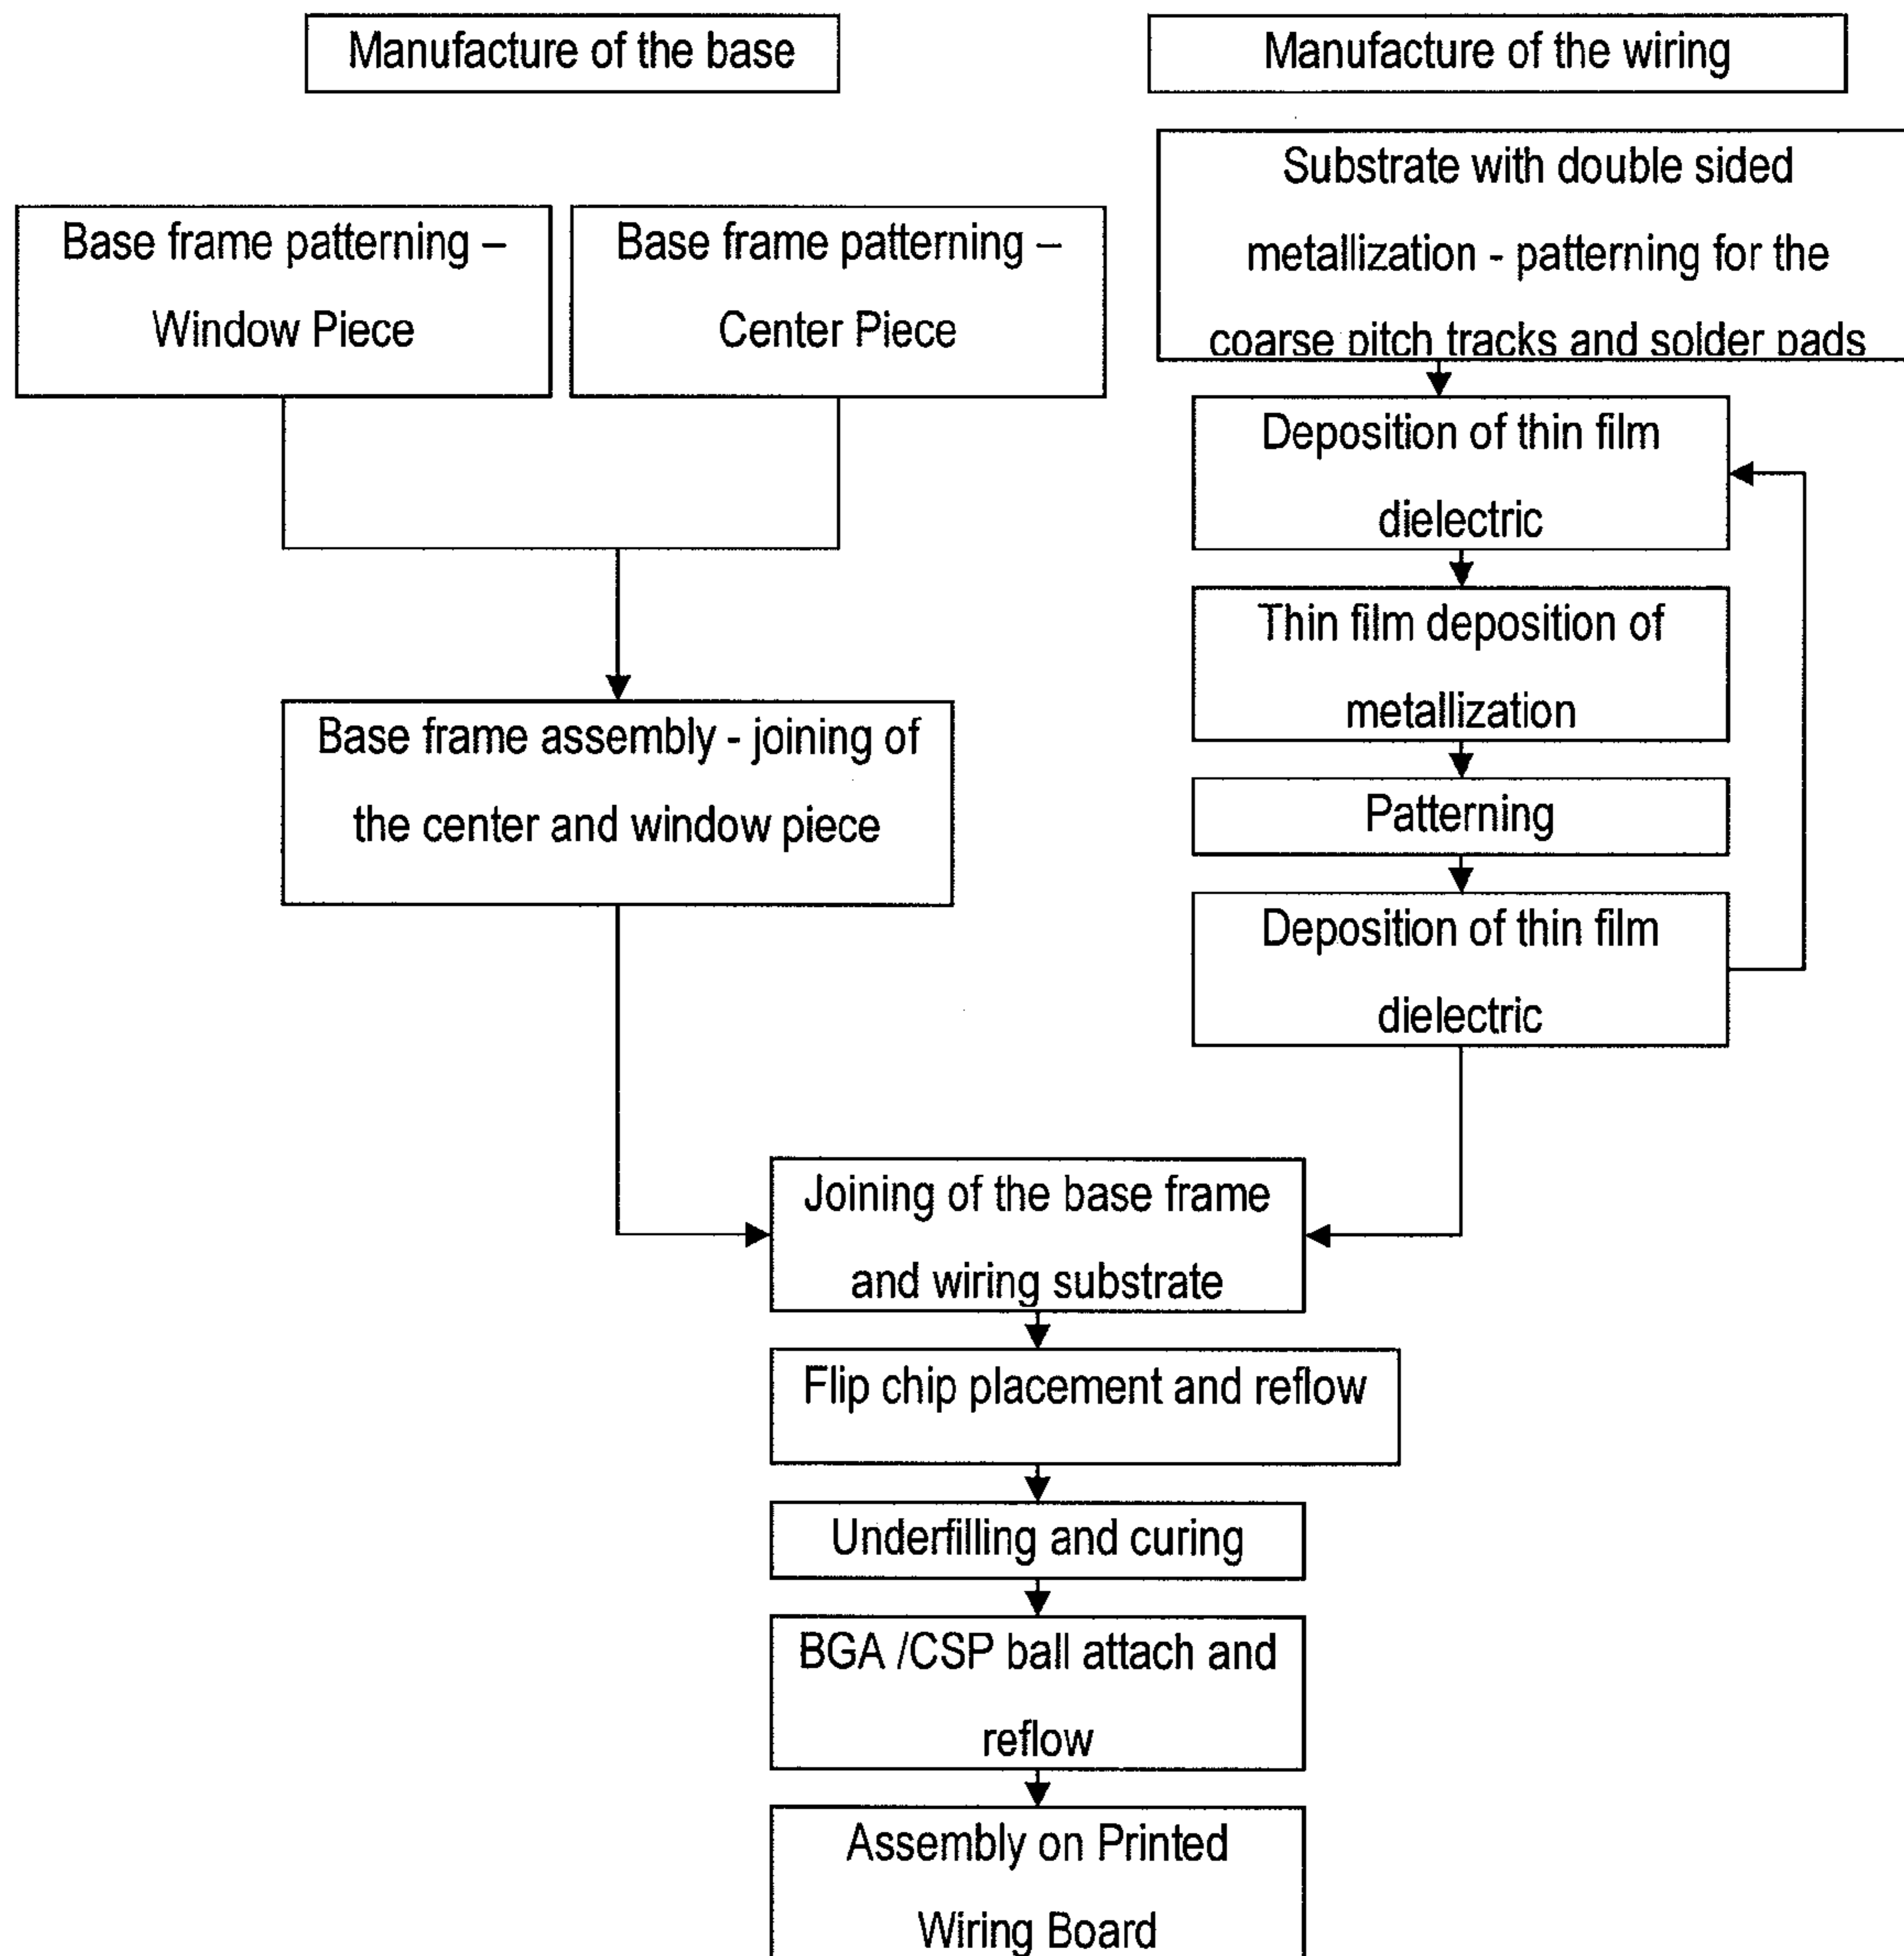 Manufacture of the base
Manufacture of the wiring
Base frame patterning –
Window Piece
Base frame patterning –
Center Piece
Substrate with double sided
metallization - patterning for the
coarse pitch tracks and solder pads
Deposition of thin film
dielectric
Thin film deposition of
metallization
Patterning
Deposition of thin film
dielectric
Base frame assembly - joining of
the center and window piece
Joining of the base frame
and wiring substrate
Flip chip placement and reflow
Underfilling and curing
BGA /CSP ball attach and
reflow
Assembly on Printed
Wiring Board